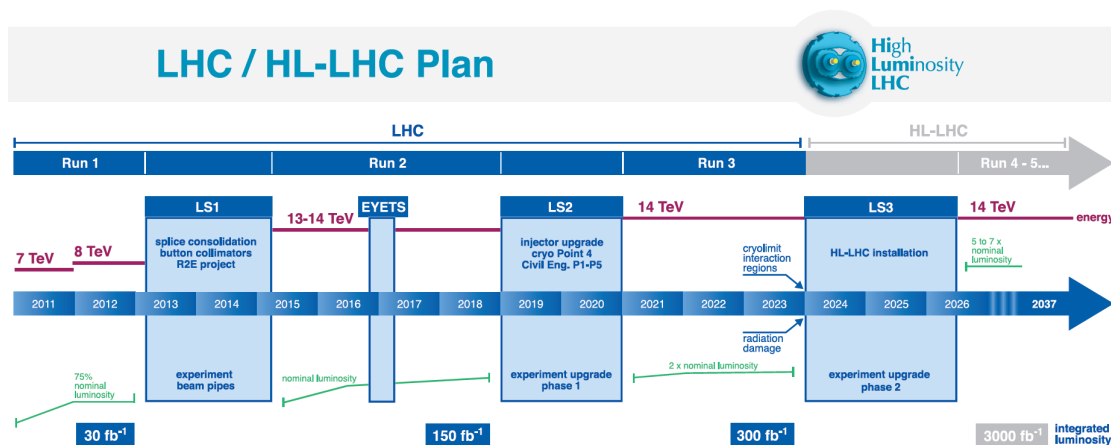 LHC / HL-LHC Plan
High
Luminosity
LHC
LHC
HL-LHC
Run 1
Run 2
Run 3
Run 4 - 5...
LS1
EYETS
LS2
LS3
7 TeV
8 TeV
13-14 TeV
14 TeV
14 TeV
energy
splice consolidation
button collimators
R2E project
injector upgrade
cryo Point 4
Civil Eng. P1-P5
cryolimit
interaction
regions
HL-LHC installation
5 to 7 x
nominal
luminosity
2011 2012 2013 2014 2015 2016 2017 2018 2019 2020 2021 2022 2023 2024 2025 2026 2037
radiation
damage
75%
nominal
luminosity
experiment
beam pipes
nominal luminosity
experiment upgrade
phase 1
2 x nominal luminosity
experiment upgrade
phase 2
30 fb⁻¹
150 fb⁻¹
300 fb⁻¹
3000 fb⁻¹
integrated
luminosity